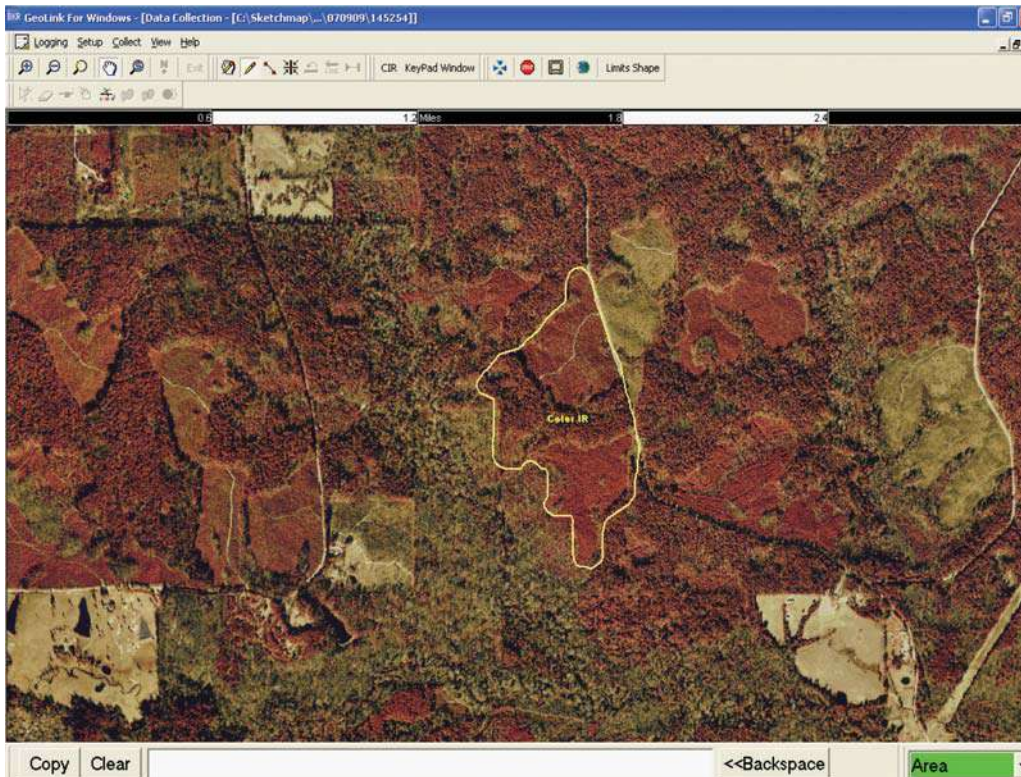 GeoLink For Windows - [Data Collection - [C:\Sketchmap\...\070909\145254]]
Logging Setup Collect View Help
Exit CIR KeyPad Window STOP Limits Shape
0.6 1.2 Miles 1.8 2.4
Color IR
Copy Clear <<Backspace Area